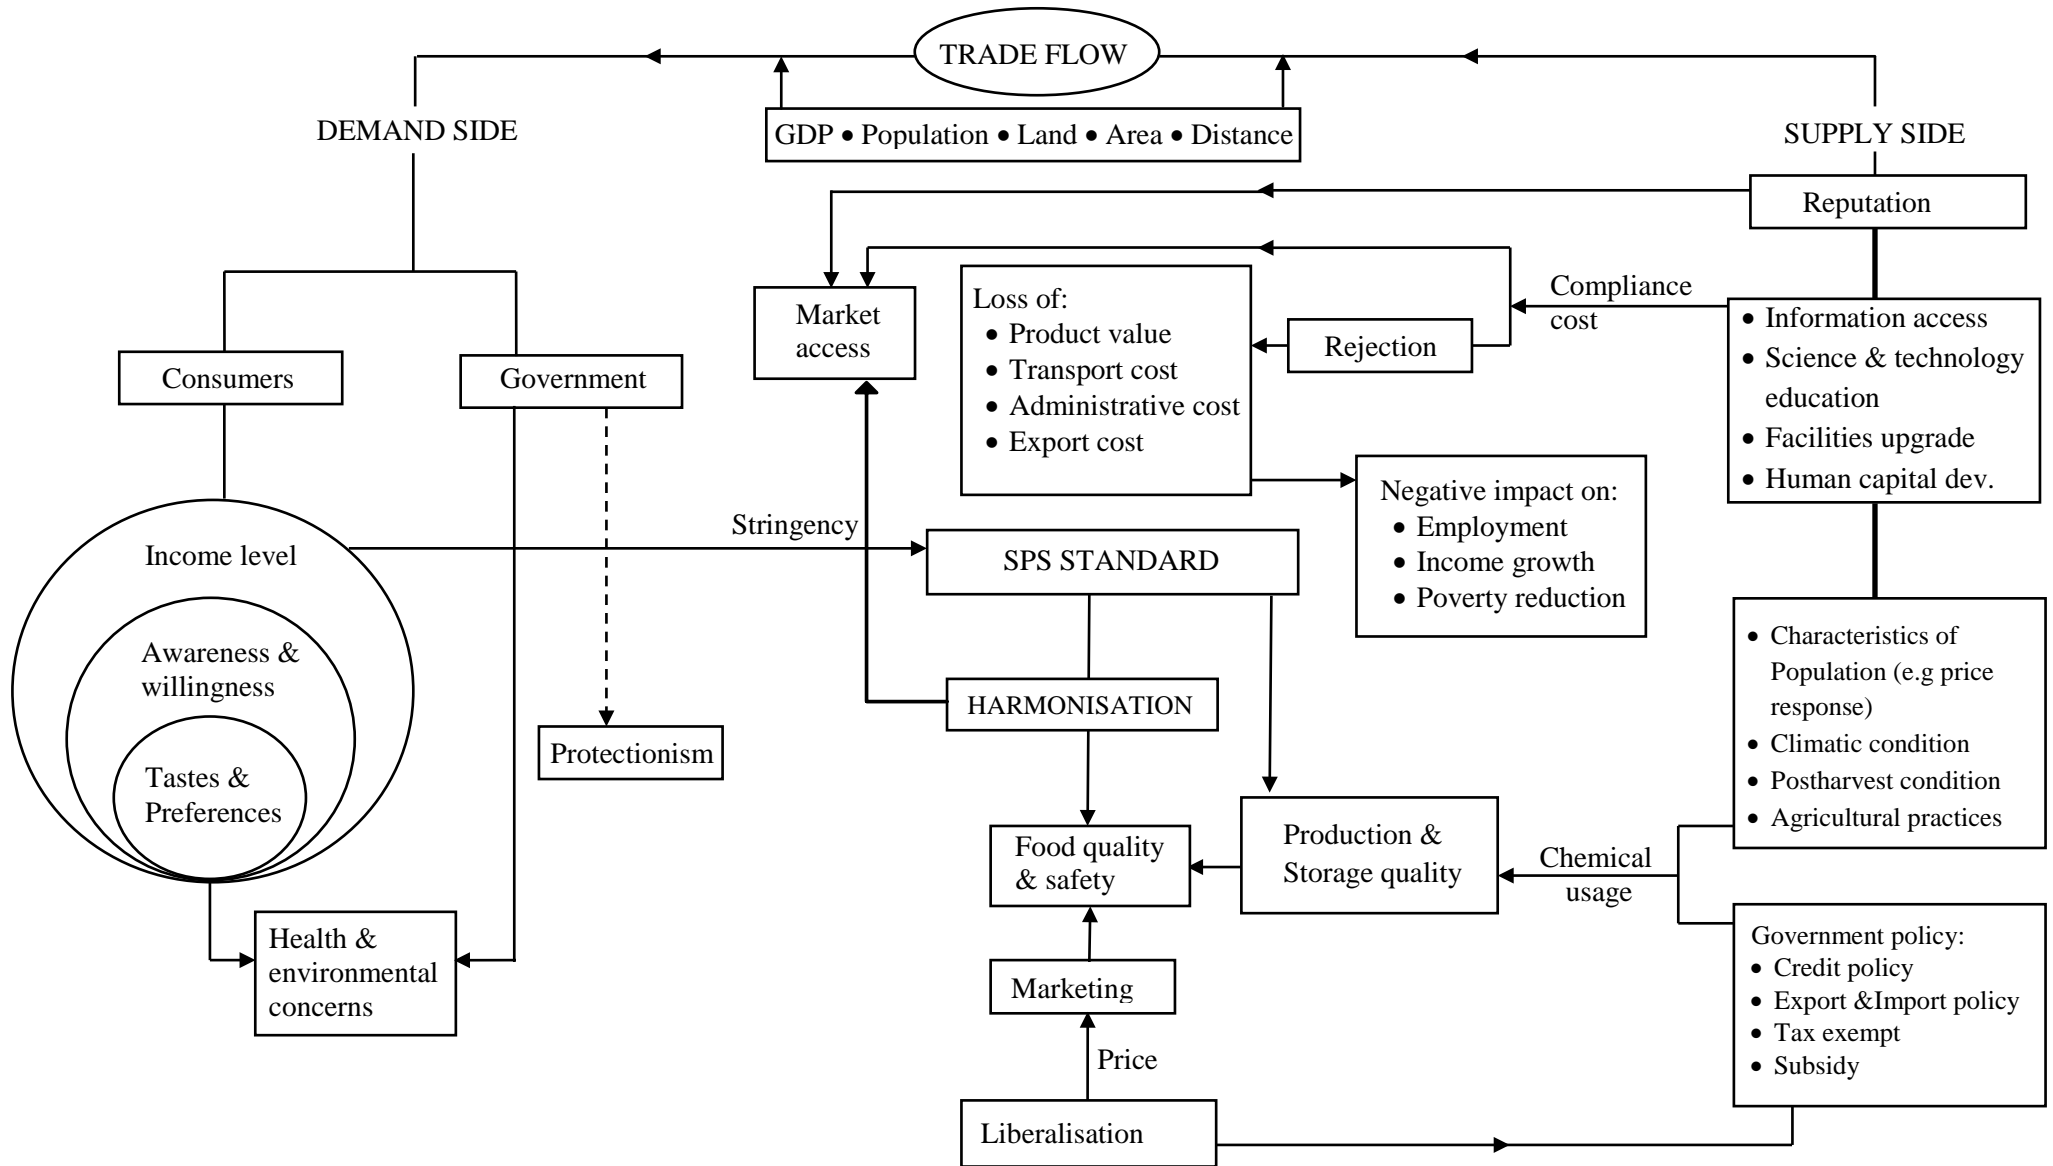 TRADE FLOW
GDP • Population • Land • Area • Distance
DEMAND SIDE
SUPPLY SIDE
Reputation
Market
access
Loss of:
• Product value
• Transport cost
• Administrative cost
• Export cost
Rejection
Compliance
cost
• Information access
• Science & technology
education
• Facilities upgrade
• Human capital dev.
Consumers
Government
Negative impact on:
• Employment
• Income growth
• Poverty reduction
Stringency
SPS STANDARD
Income level
Awareness &
willingness
Tastes &
Preferences
HARMONISATION
Protectionism
• Characteristics of
Population (e.g price
response)
• Climatic condition
• Postharvest condition
• Agricultural practices
Food quality
& safety
Production &
Storage quality
Chemical
usage
Health &
environmental
concerns
Marketing
Government policy:
• Credit policy
• Export &Import policy
• Tax exempt
• Subsidy
Price
Liberalisation